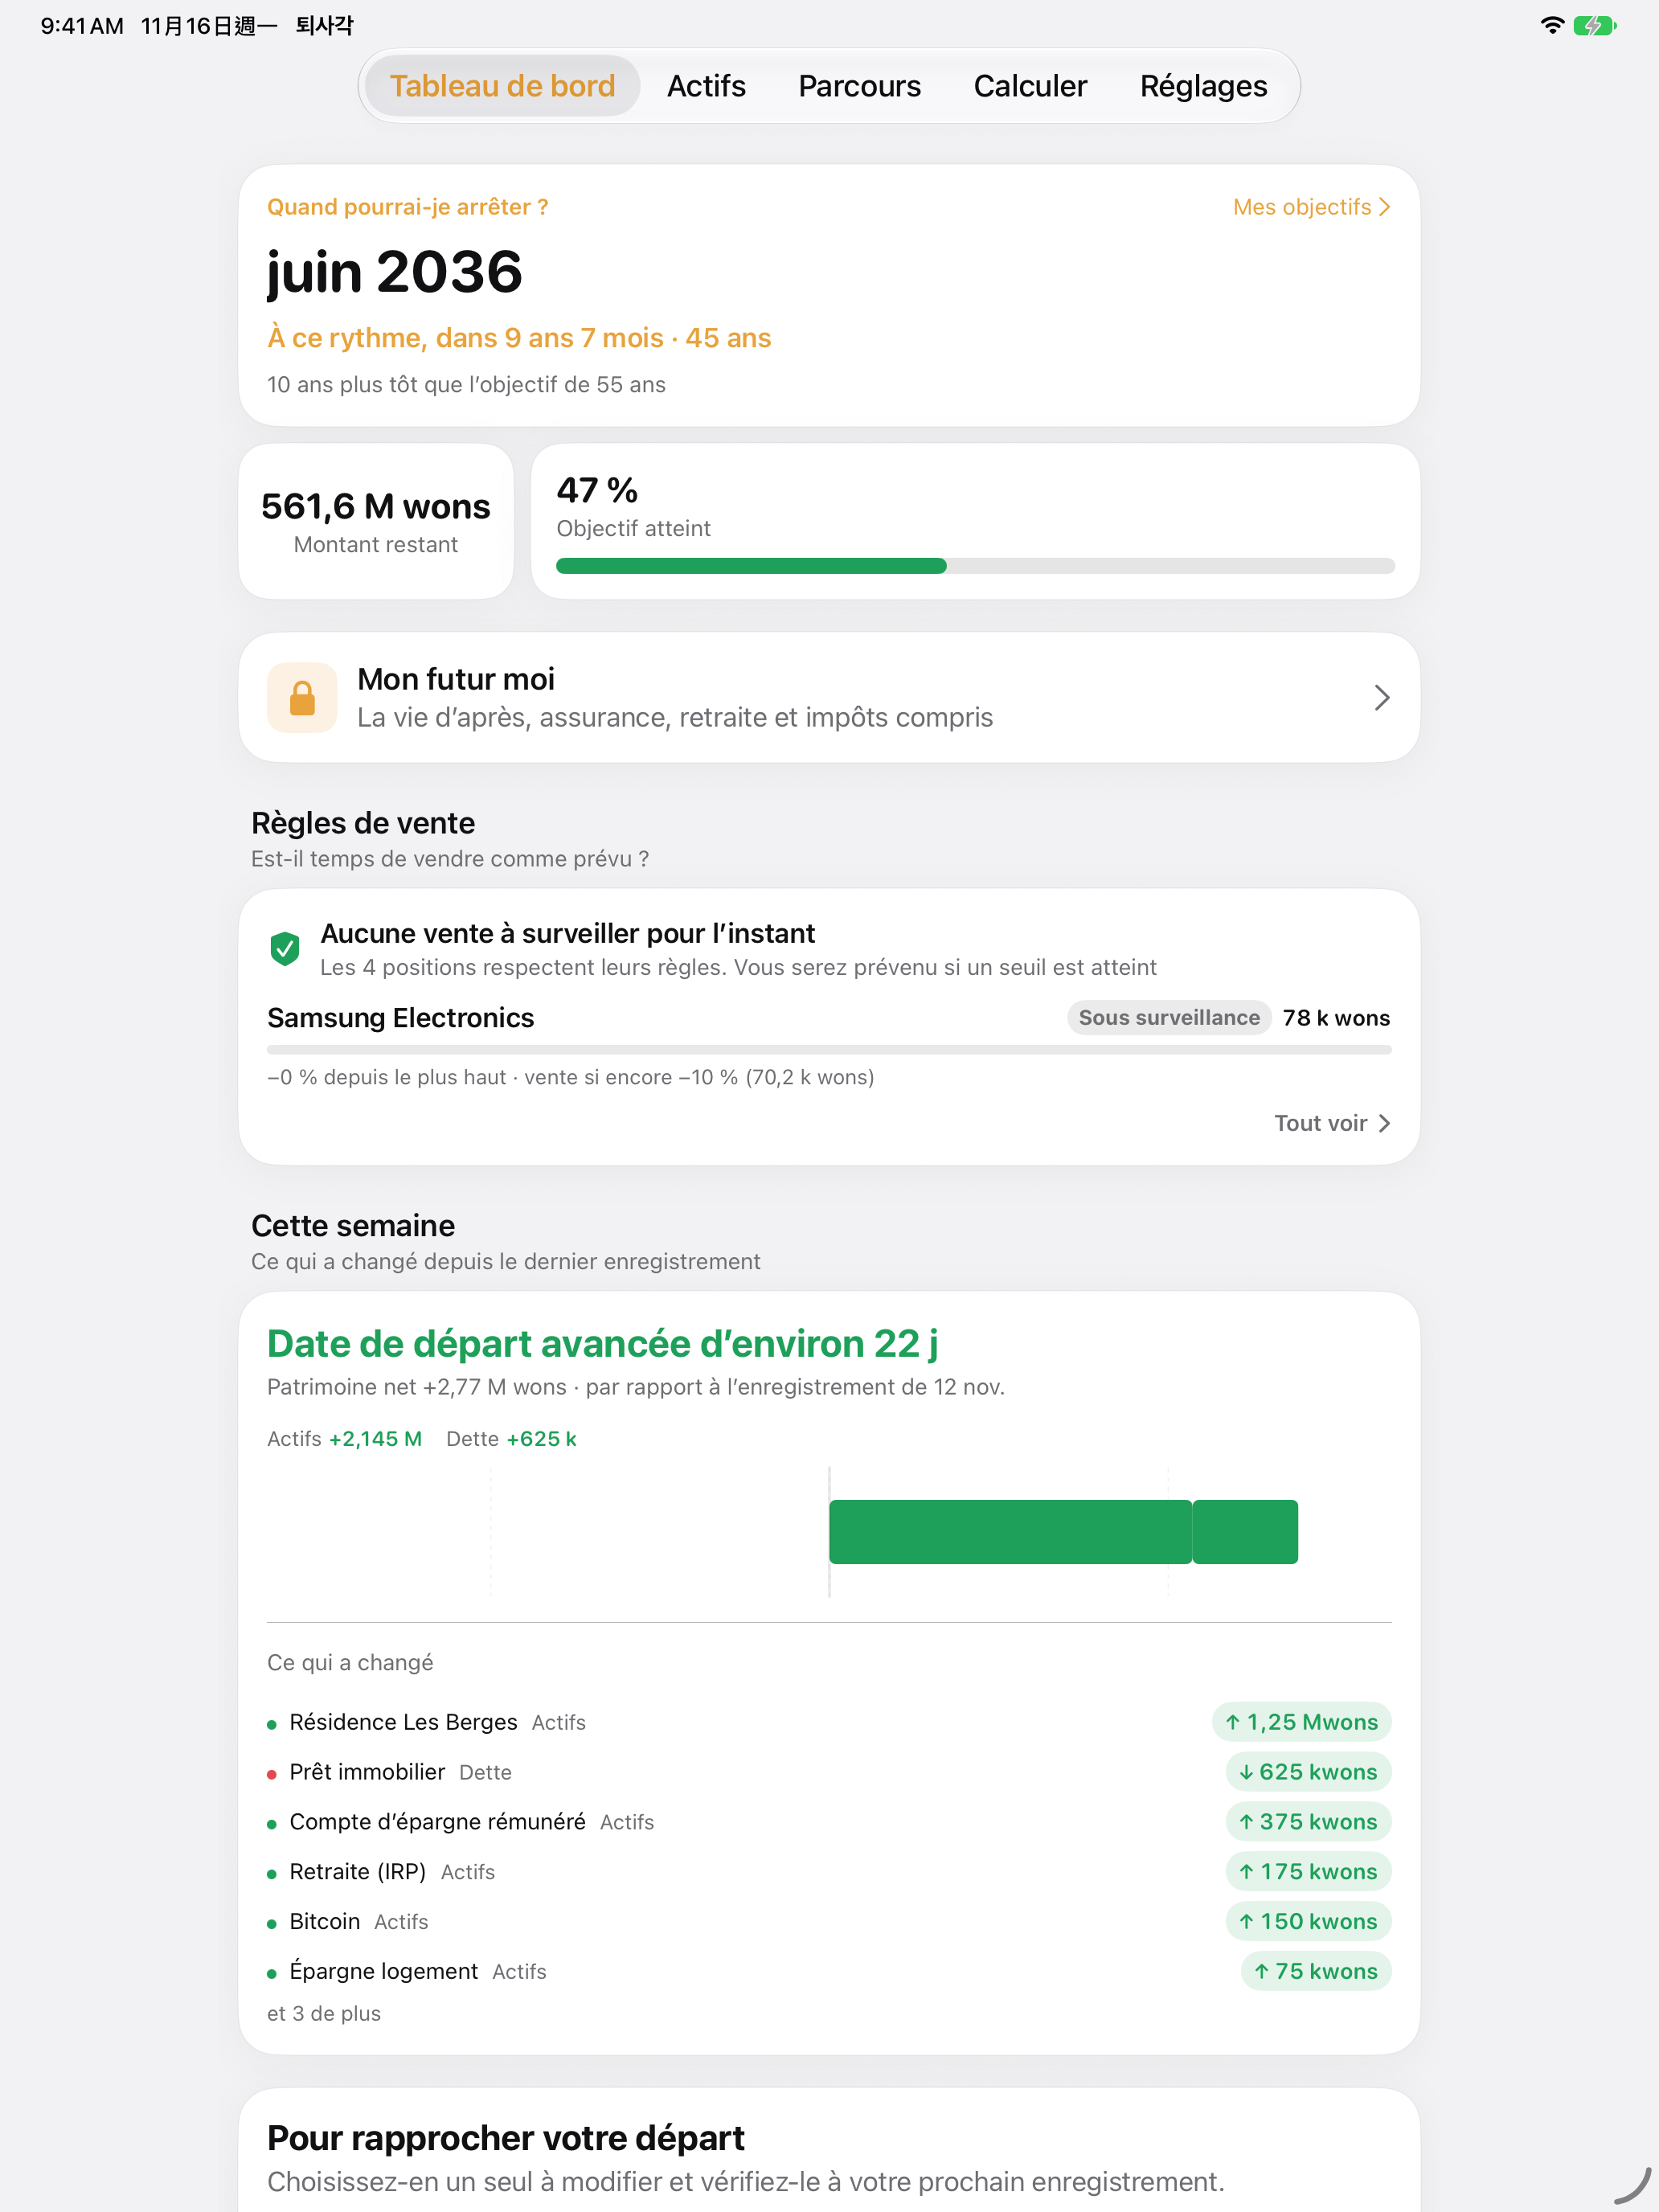 9:41 AM 11月16日週一 퇴사각
Tableau de bord Actifs Parcours Calculer Réglages
Quand pourrai-je arrêter ? Mes objectifs
juin 2036
À ce rythme, dans 9 ans 7 mois · 45 ans
10 ans plus tôt que l’objectif de 55 ans
561,6 M wons
Montant restant
47 %
Objectif atteint
Mon futur moi
La vie d’après, assurance, retraite et impôts compris
Règles de vente
Est-il temps de vendre comme prévu ?
Aucune vente à surveiller pour l’instant
Les 4 positions respectent leurs règles. Vous serez prévenu si un seuil est atteint
Samsung Electronics Sous surveillance 78 k wons
−0 % depuis le plus haut · vente si encore −10 % (70,2 k wons)
Tout voir
Cette semaine
Ce qui a changé depuis le dernier enregistrement
Date de départ avancée d’environ 22 j
Patrimoine net +2,77 M wons · par rapport à l’enregistrement de 12 nov.
Actifs +2,145 M Dette +625 k
Ce qui a changé
Résidence Les Berges Actifs ↑ 1,25 Mwons
Prêt immobilier Dette ↓ 625 kwons
Compte d’épargne rémunéré Actifs ↑ 375 kwons
Retraite (IRP) Actifs ↑ 175 kwons
Bitcoin Actifs ↑ 150 kwons
Épargne logement Actifs ↑ 75 kwons
et 3 de plus
Pour rapprocher votre départ
Choisissez-en un seul à modifier et vérifiez-le à votre prochain enregistrement.